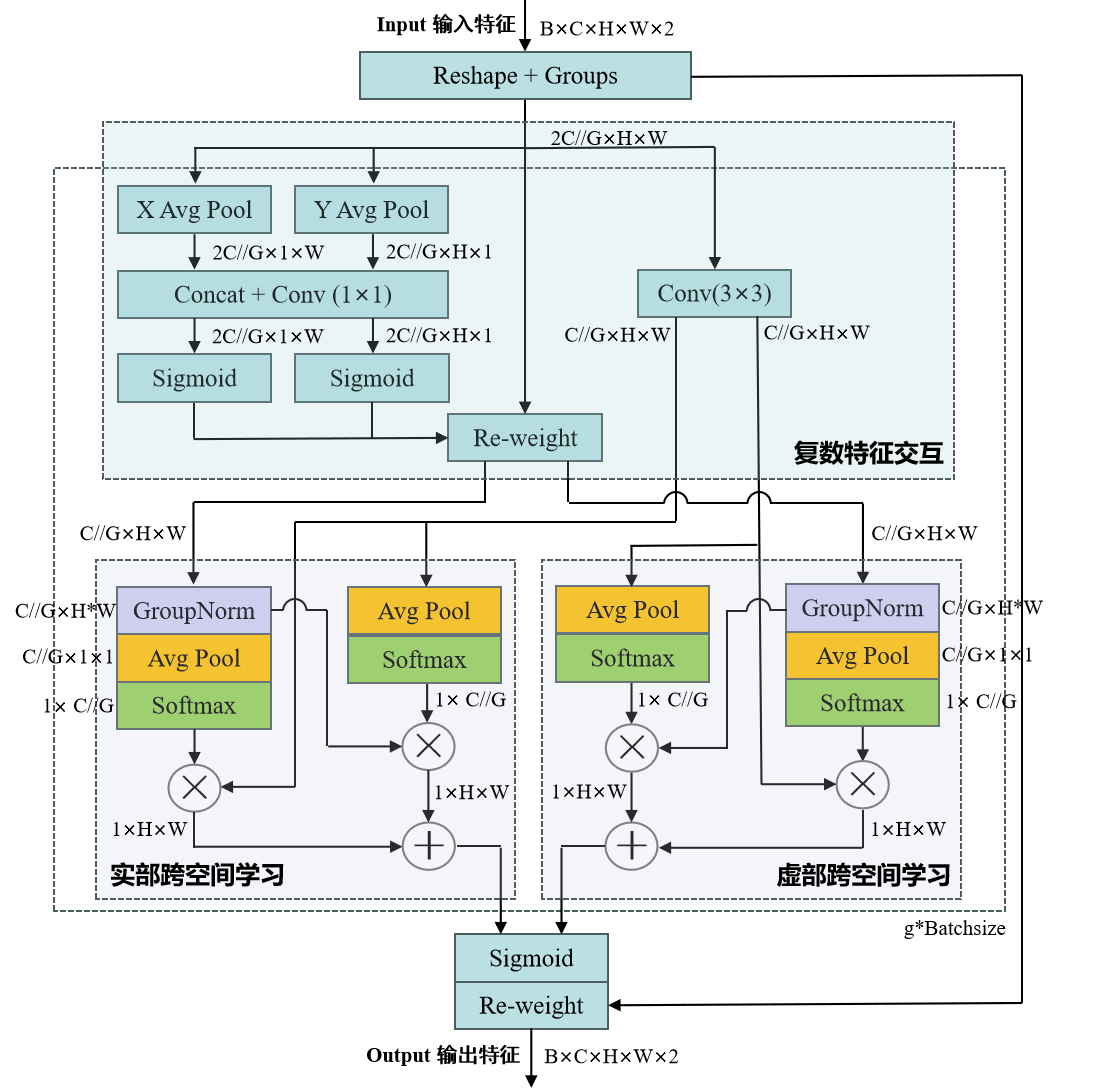 Input 输入特征
B×C×H×W×2
Reshape + Groups
2C//G×H×W
X Avg Pool
Y Avg Pool
2C//G×1×W
2C//G×H×1
Concat + Conv (1×1)
Conv(3×3)
2C//G×1×W
2C//G×H×1
C//G×H×W
C//G×H×W
Sigmoid
Sigmoid
Re-weight
复数特征交互
C//G×H×W
C//G×H×W
C//G×H*W
GroupNorm
Avg Pool
Avg Pool
GroupNorm
C//G×H*W
C//G×1×1
Avg Pool
Softmax
Softmax
Avg Pool
C//G×1×1
1× C//G
Softmax
1× C//G
1× C//G
Softmax
1× C//G
1×H×W
1×H×W
1×H×W
1×H×W
实部跨空间学习
虚部跨空间学习
g*Batchsize
Sigmoid
Re-weight
Output 输出特征
B×C×H×W×2